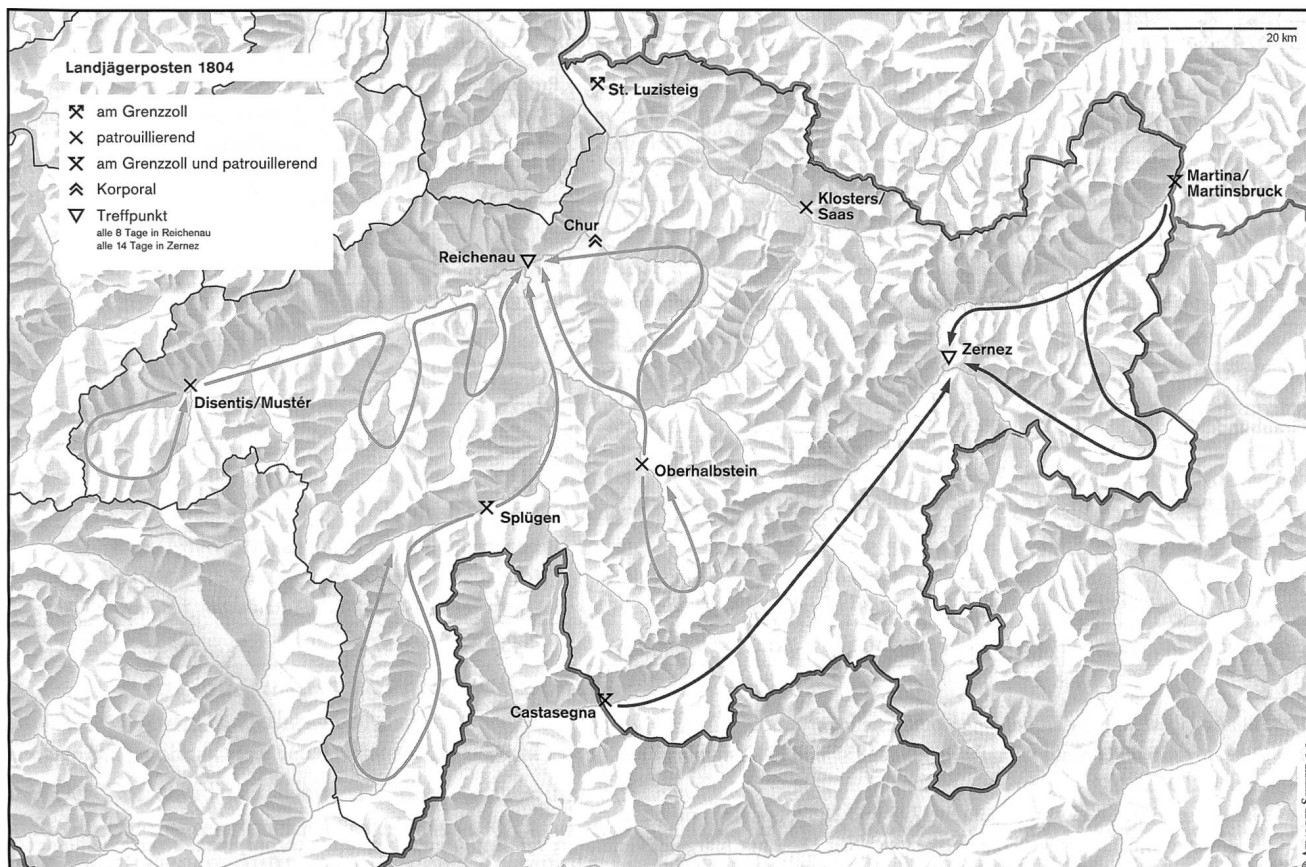 Landjägerposten 1804
am Grenzzoll
patrouillierend
am Grenzzoll und patrouillerend
Korporal
Treffpunkt
alle 8 Tage in Reichenau
alle 14 Tage in Zernez
20 km
St. Luzisteig
Martina/
Martinsbruck
Klosters/
Saas
Chur
Reichenau
Zernez
Disentis/Mustér
Oberhalbstein
Splügen
Castasegna